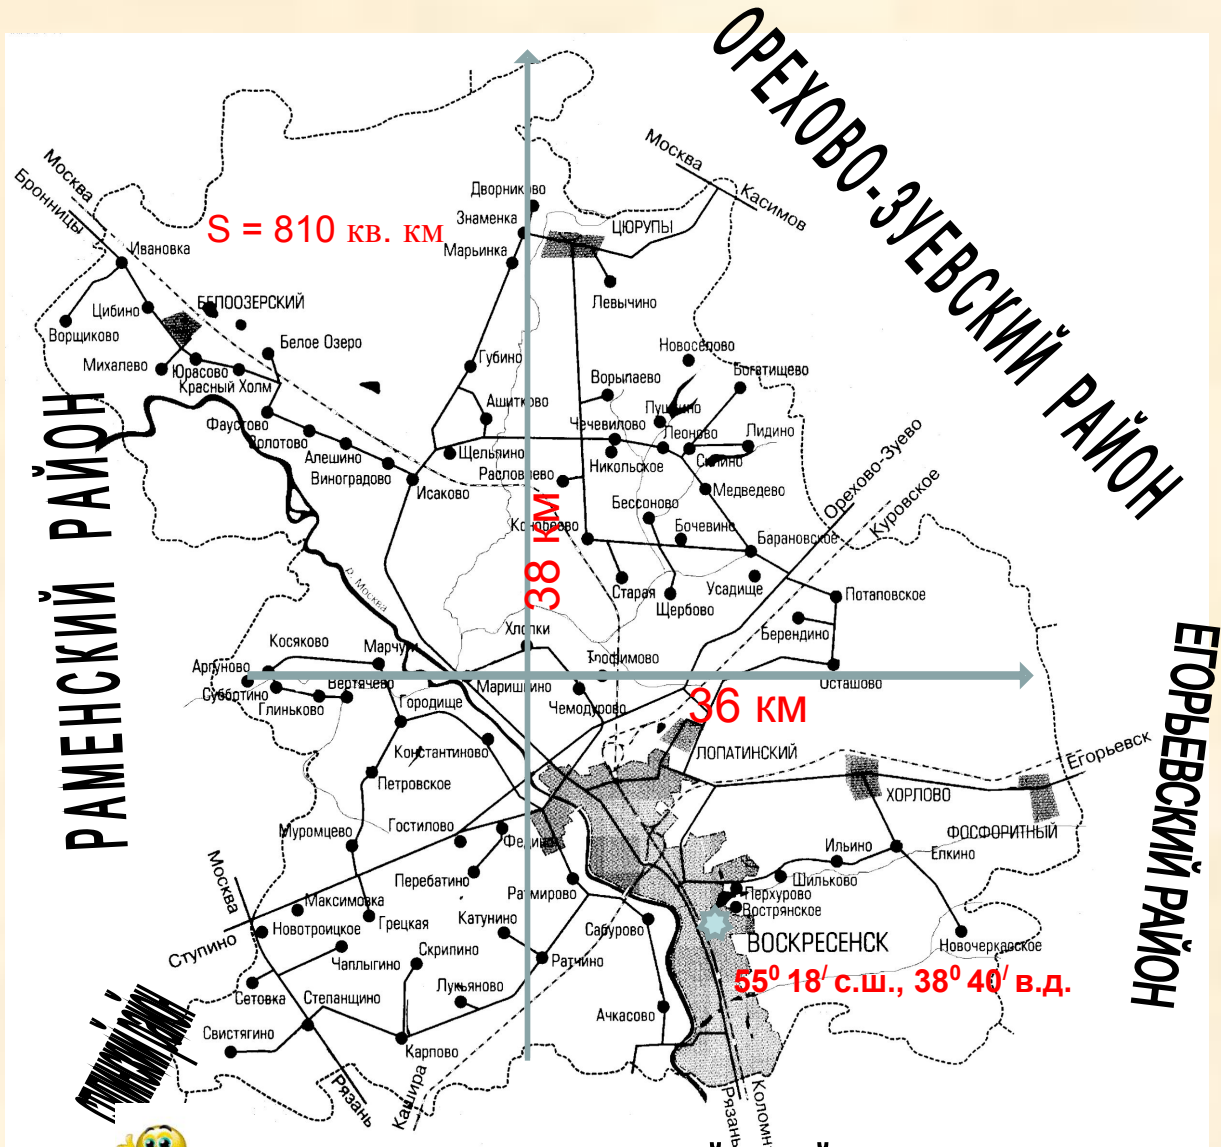 ОРЕХОВО-ЗУЕВСКИЙ РАЙОН
Москва
Касимов
Москва
Бронницы
Дворниково
S = 810 кв. км
Знаменка
ЦЮРУПЫ
Марьинка
Ивановка
Левычино
БЕЛООЗЕРСКИЙ
Цибино
Ворщиково
Белое Озеро
Новоселово
Михалево
Юрасово
Губино
Богатищево
Красный Холм
Ворыпаево
Ашитково
Пушкино
Фаустово
Чечевилово
Золотово
Леоново
Лидино
Алешино
Щельпино
Силино
Виноградово
Никольское
Расловлево
Исаково
Медведево
Орехово-Зуево
Куровское
Бессоново
Конобеево
Бочевино
Барановское
38 км
РАМЕНСКИЙ РАЙОН
р. Москва
Старая
Усадище
Щербово
Потаповское
Хлопки
Берендино
Косяково
Марчуги
Трофимово
Аргуново
Вертячево
Маришкино
Осташово
Субботино
Глиньково
Городище
Чемодурово
36 км
ЕГОРЬЕВСКИЙ РАЙОН
Константиново
ЛОПАТИНСКИЙ
Егорьевск
Петровское
ХОРЛОВО
Гостилово
Муромцево
ФОСФОРИТНЫЙ
Ильино
Елкино
Москва
Перебатино
Шильково
Ратмирово
Перхурово
Максимовка
Вострянское
Грецкая
Катунино
Новотроицкое
Сабурово
ВОСКРЕСЕНСК
Новочеркасское
Ступино
Скрипино
Чаплыгино
Ратчино
55⁰ 18/ с.ш., 38⁰ 40/ в.д.
Сетовка
Степанщино
Лукьяново
Ачкасово
Свистягино
Карпово
Рязань
Кашира
Рязань